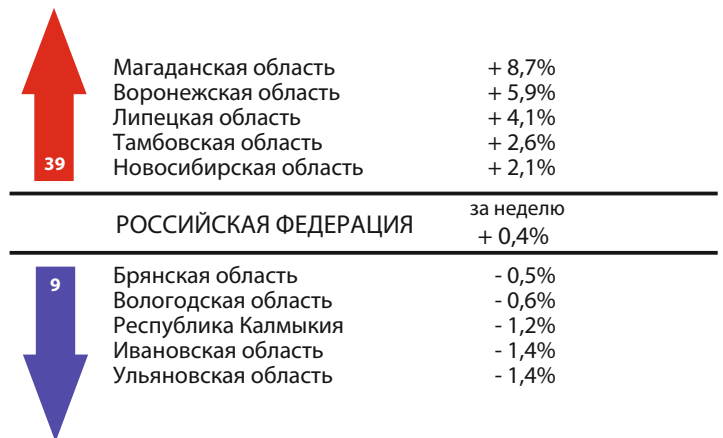 Магаданская область + 8,7%
Воронежская область + 5,9%
Липецкая область + 4,1%
Тамбовская область + 2,6%
39 Новосибирская область + 2,1%
за неделю
РОССИЙСКАЯ ФЕДЕРАЦИЯ + 0,4%
9 Брянская область - 0,5%
Вологодская область - 0,6%
Республика Калмыкия - 1,2%
Ивановская область - 1,4%
Ульяновская область - 1,4%